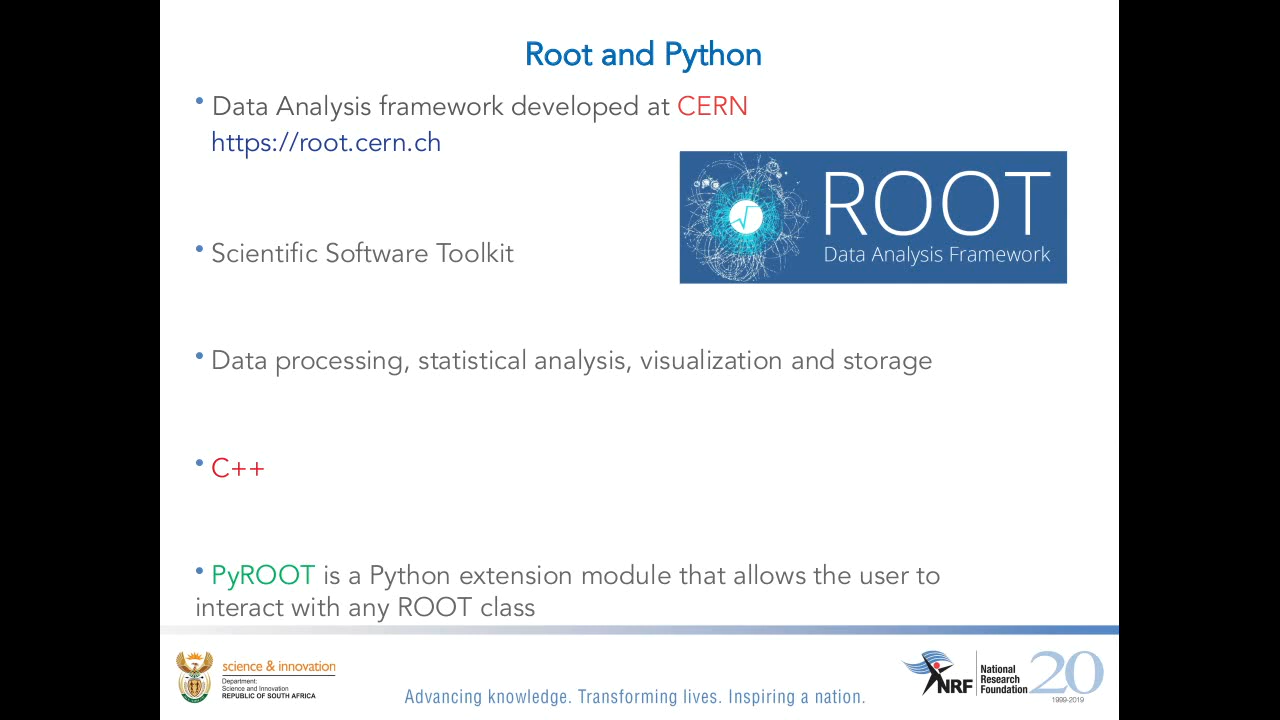 Root and Python
• Data Analysis framework developed at CERN
https://root.cern.ch
ROOT
Data Analysis Framework
• Scientific Software Toolkit
• Data processing, statistical analysis, visualization and storage
• C++
• PyROOT is a Python extension module that allows the user to
interact with any ROOT class
science & innovation
Department:
Science and Innovation
REPUBLIC OF SOUTH AFRICA
Advancing knowledge. Transforming lives. Inspiring a nation.
NRF
National
Research
Foundation
20
1999-2019